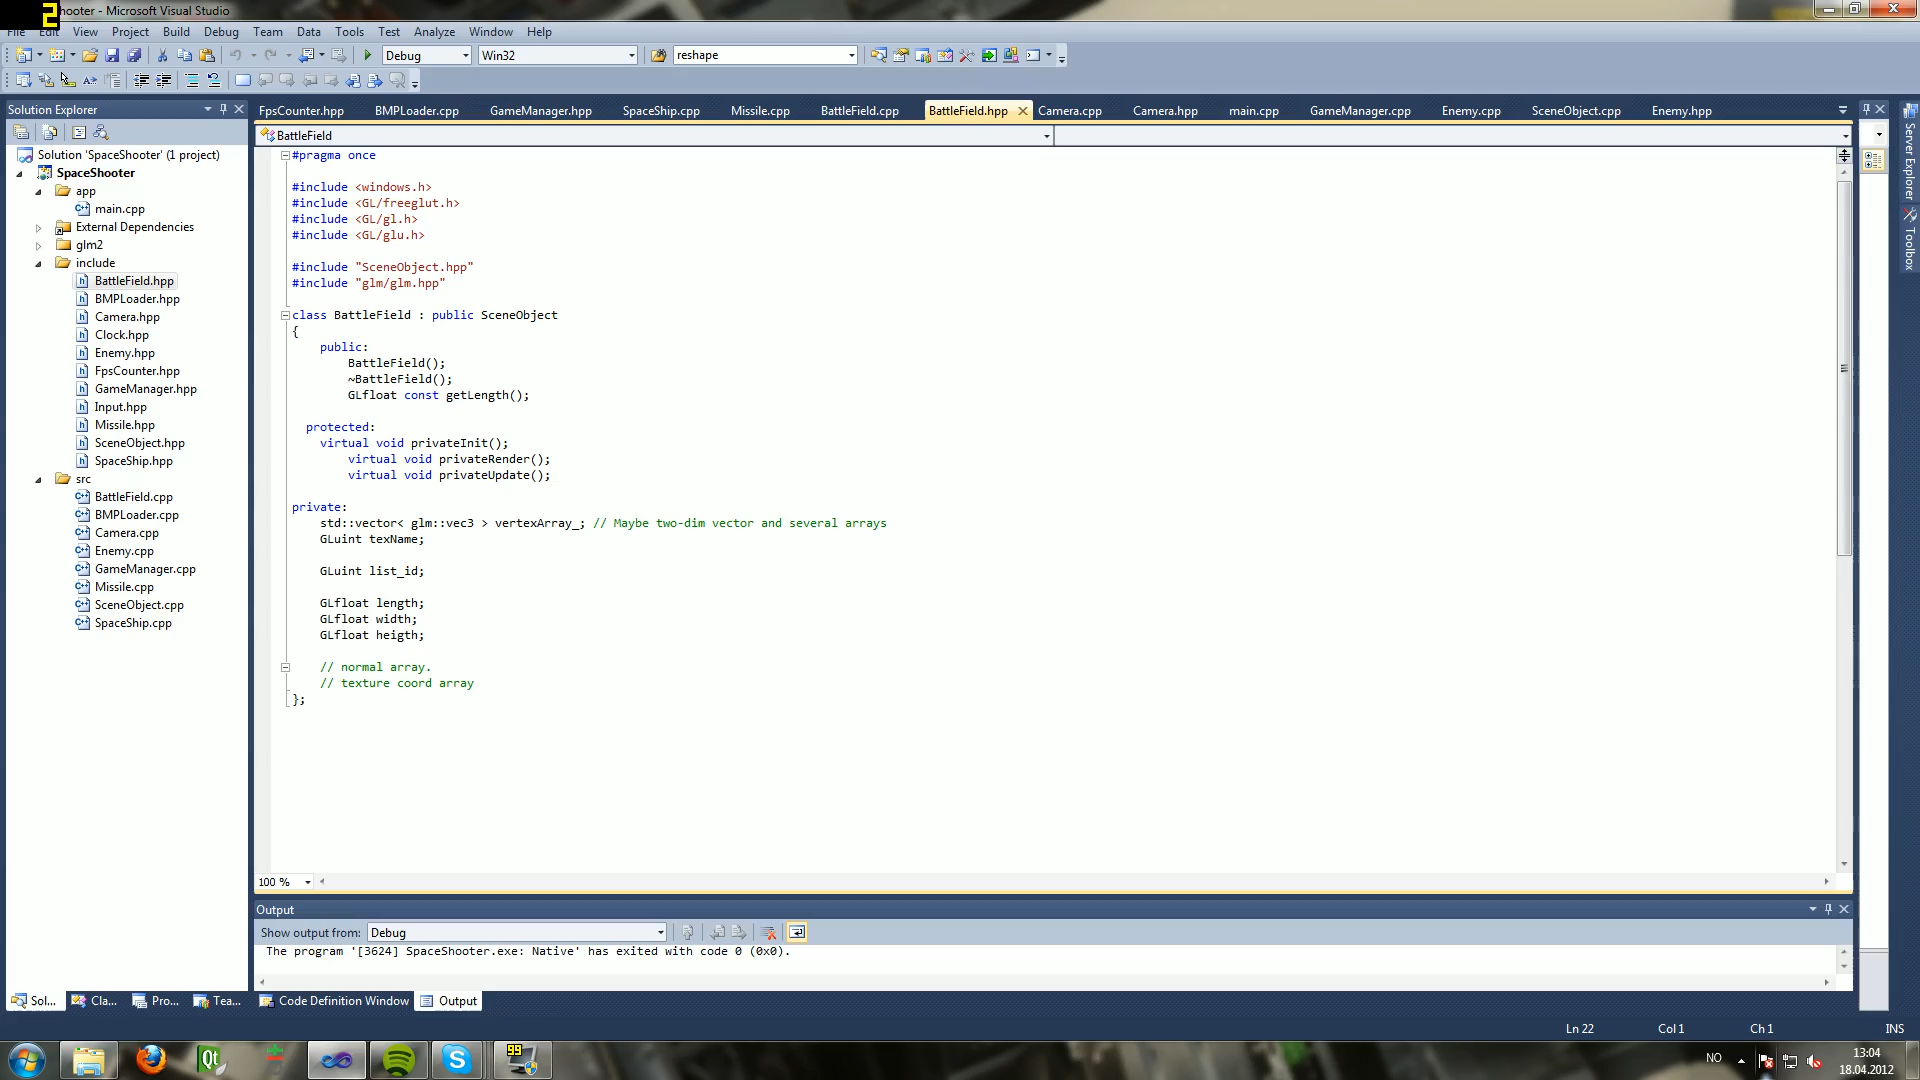 2
hooter - Microsoft Visual Studio
File Edit View Project Build Debug Team Data Tools Test Analyze Window Help
Debug Win32 reshape
Solution Explorer
FpsCounter.hpp BMPLoader.cpp GameManager.hpp SpaceShip.cpp Missile.cpp BattleField.cpp BattleField.hpp Camera.cpp Camera.hpp main.cpp GameManager.cpp Enemy.cpp SceneObject.cpp Enemy.hpp
BattleField
Solution 'SpaceShooter' (1 project)
SpaceShooter
app
main.cpp
External Dependencies
glm2
include
BattleField.hpp
BMPLoader.hpp
Camera.hpp
Clock.hpp
Enemy.hpp
FpsCounter.hpp
GameManager.hpp
Input.hpp
Missile.hpp
SceneObject.hpp
SpaceShip.hpp
src
BattleField.cpp
BMPLoader.cpp
Camera.cpp
Enemy.cpp
GameManager.cpp
Missile.cpp
SceneObject.cpp
SpaceShip.cpp
#pragma once
#include <windows.h>
#include <GL/freeglut.h>
#include <GL/gl.h>
#include <GL/glu.h>
#include "SceneObject.hpp"
#include "glm/glm.hpp"
class BattleField : public SceneObject
{
public:
BattleField();
~BattleField();
GLfloat const getLength();
protected:
virtual void privateInit();
virtual void privateRender();
virtual void privateUpdate();
private:
std::vector< glm::vec3 > vertexArray_; // Maybe two-dim vector and several arrays
GLuint texName;
GLuint list_id;
GLfloat length;
GLfloat width;
GLfloat heigth;
// normal array.
// texture coord array
};
100 %
Server Explorer
Toolbox
Output
Show output from: Debug
The program '[3624] SpaceShooter.exe: Native' has exited with code 0 (0x0).
Sol... Cla... Pro... Tea... Code Definition Window Output
Ln 22 Col 1 Ch 1 INS
Qt
99
NO
13:04
18.04.2012